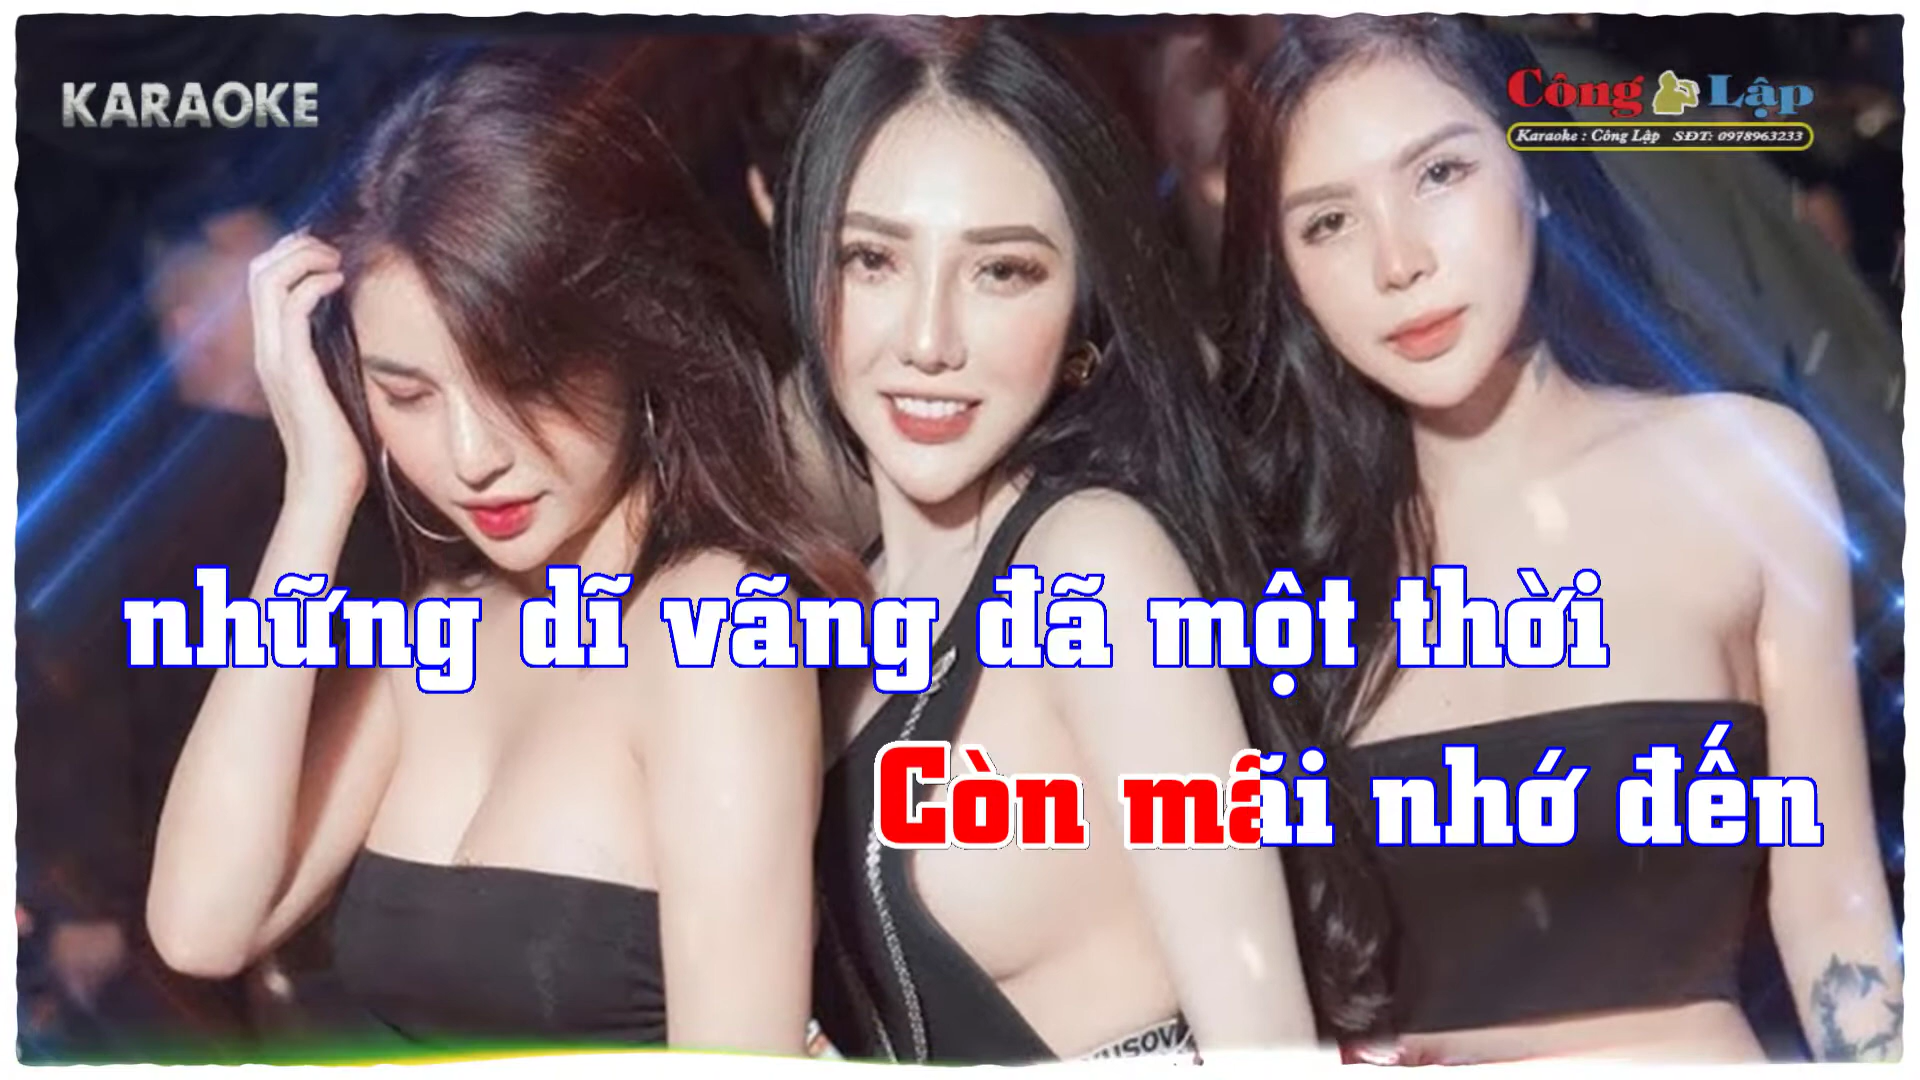 KARAOKE
Công Lập
Karaoke : Công Lập SĐT: 0978963233
những dĩ vãng đã một thời
Còn mãi nhớ đến